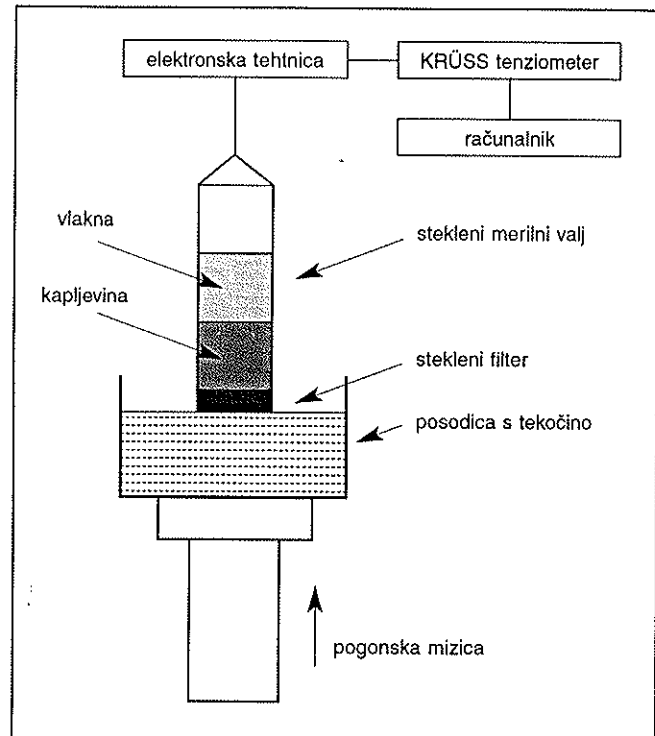 elektronska tehtnica
KRÜSS tenziometer
računalnik
vlakna
stekleni merilni valj
kapljevina
stekleni filter
posodica s tekočino
pogonska mizica